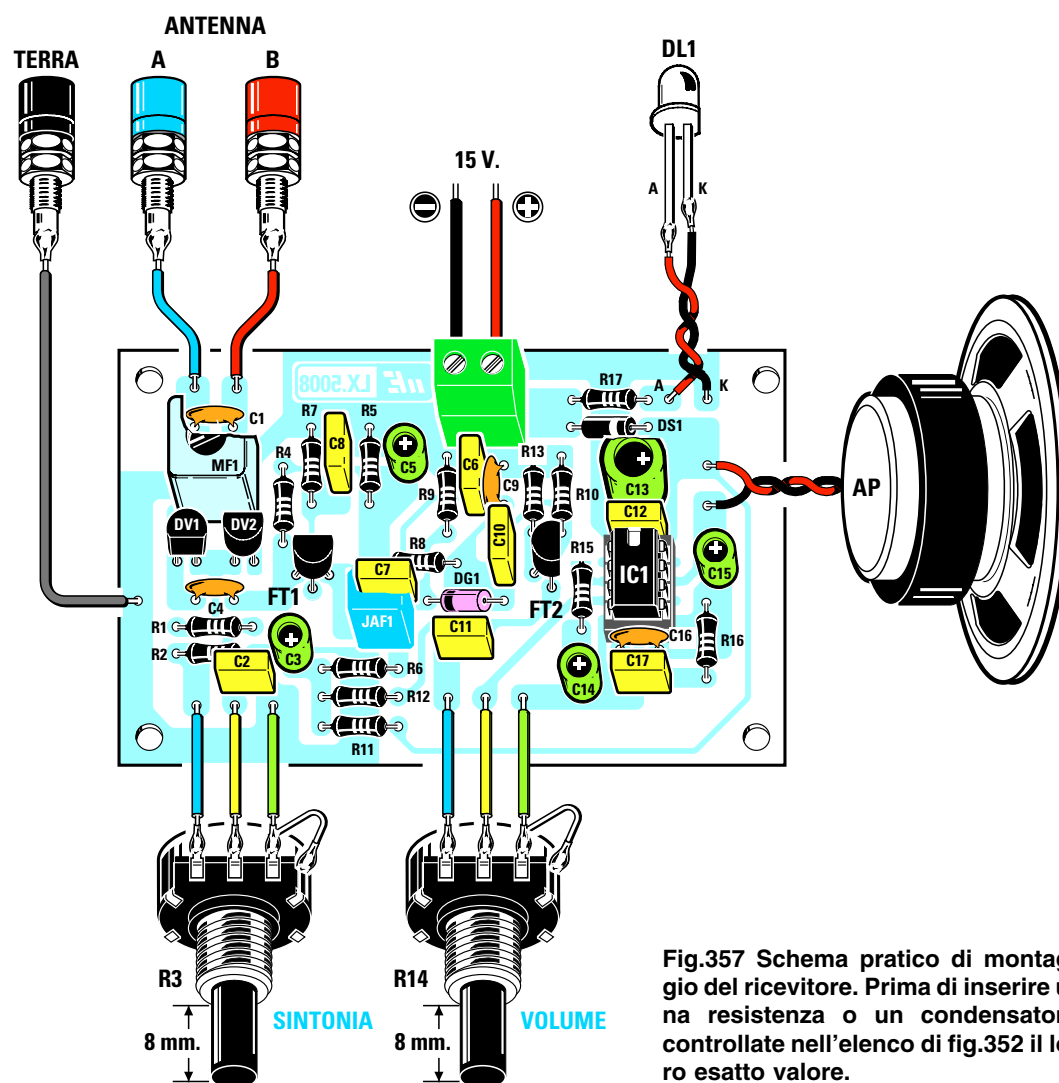 ANTENNA
TERRA
A
B
DL1
15 V.
A
K
LX.5008
C1
MF1
R7
R5
C8
C5
R4
R17
A
K
DS1
C6
R13
C9
R9
R10
C13
C12
C10
AP
DV1
DV2
R8
C7
R15
IC1
C15
DG1
FT1
FT2
C4
JAF1
C11
R1
R2
C2
C3
C16
R16
C17
C14
R6
R12
R11
R3
R14
SINTONIA
VOLUME
8 mm.
8 mm.
Fig.357 Schema pratico di montag
gio del ricevitore. Prima di inserire
na resistenza o un
controllate nell'elenco di fig.352 il
ro esatto valore.